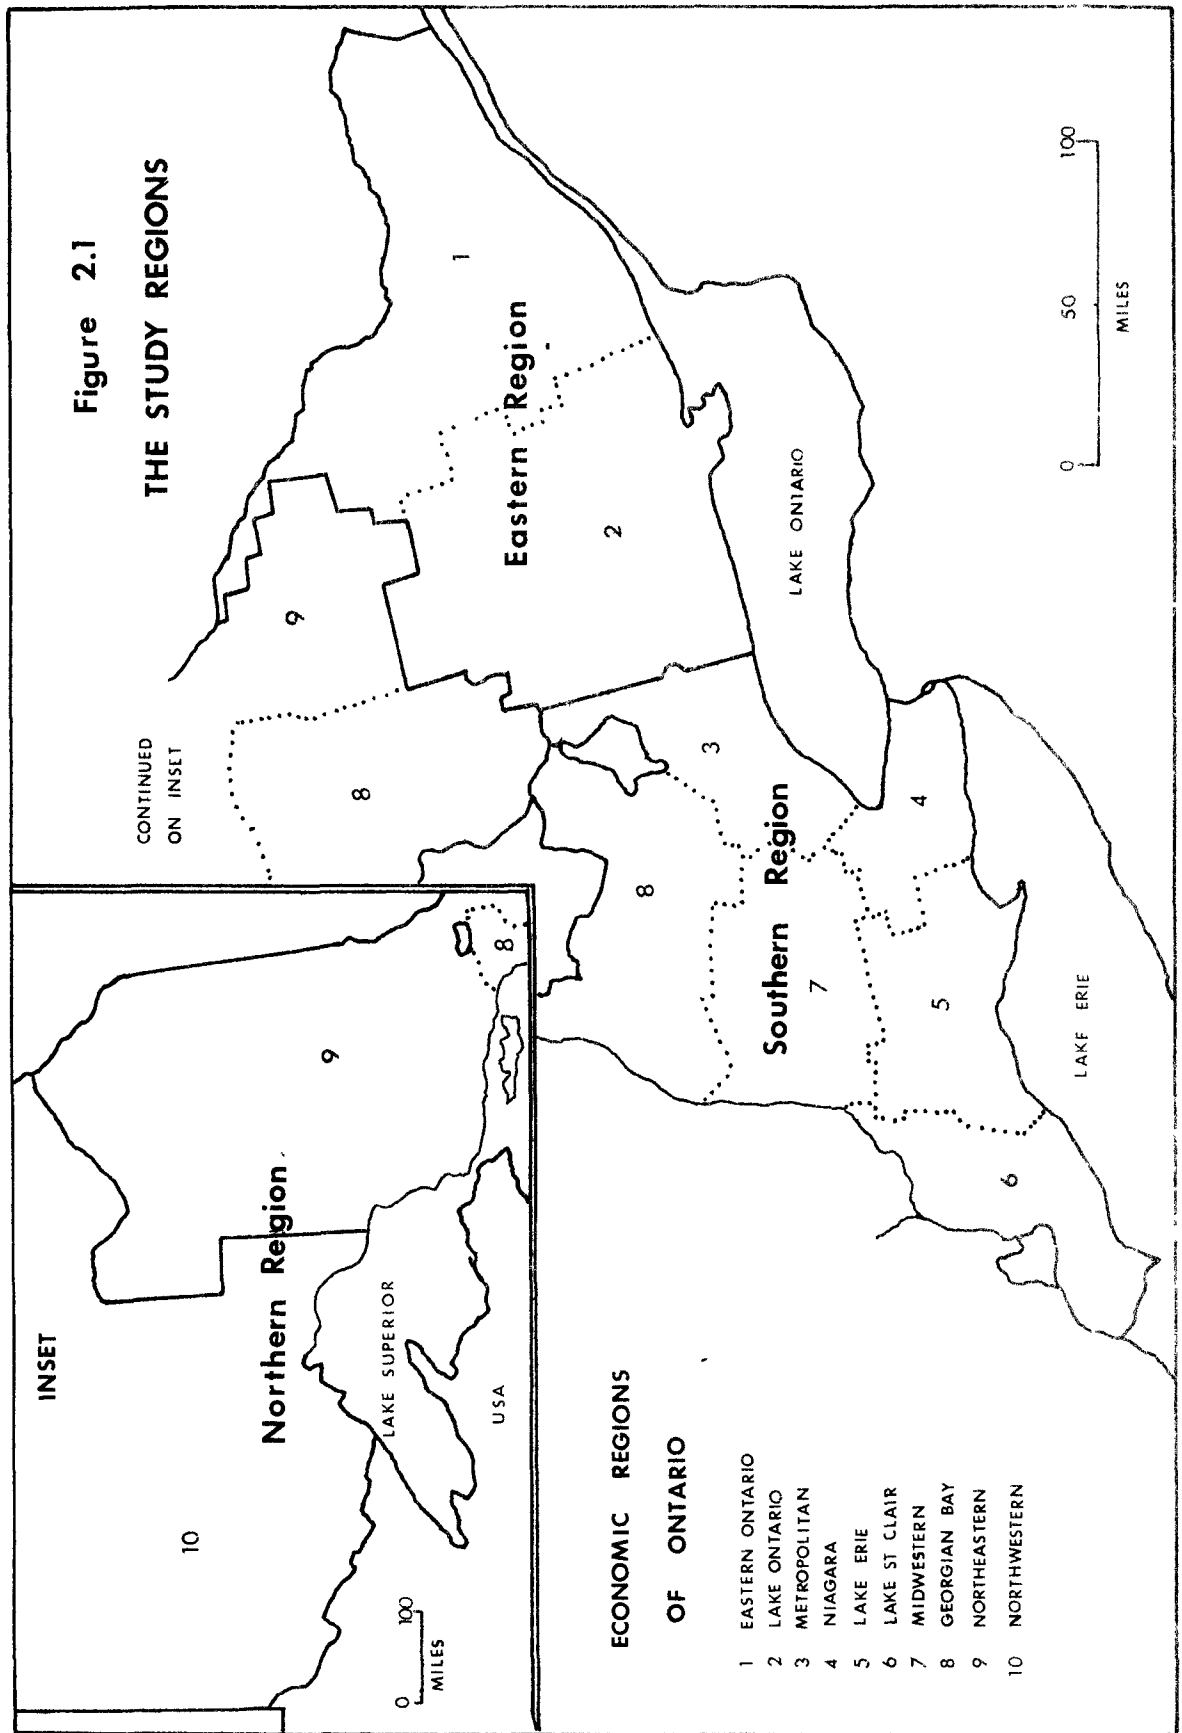 Figure 2.1
THE STUDY REGIONS
INSET
10
9
8
Northern Region
LAKE SUPERIOR
USA
0 100
MILES
CONTINUED
ON INSET
9
8
1
Eastern Region
2
LAKE ONTARIO
3
8
Southern Region
7
4
5
6
LAKE ERIE
0 50 100
MILES
ECONOMIC REGIONS
OF ONTARIO
1 EASTERN ONTARIO
2 LAKE ONTARIO
3 METROPOLITAN
4 NIAGARA
5 LAKE ERIE
6 LAKE ST CLAIR
7 MIDWESTERN
8 GEORGIAN BAY
9 NORTHEASTERN
10 NORTHWESTERN